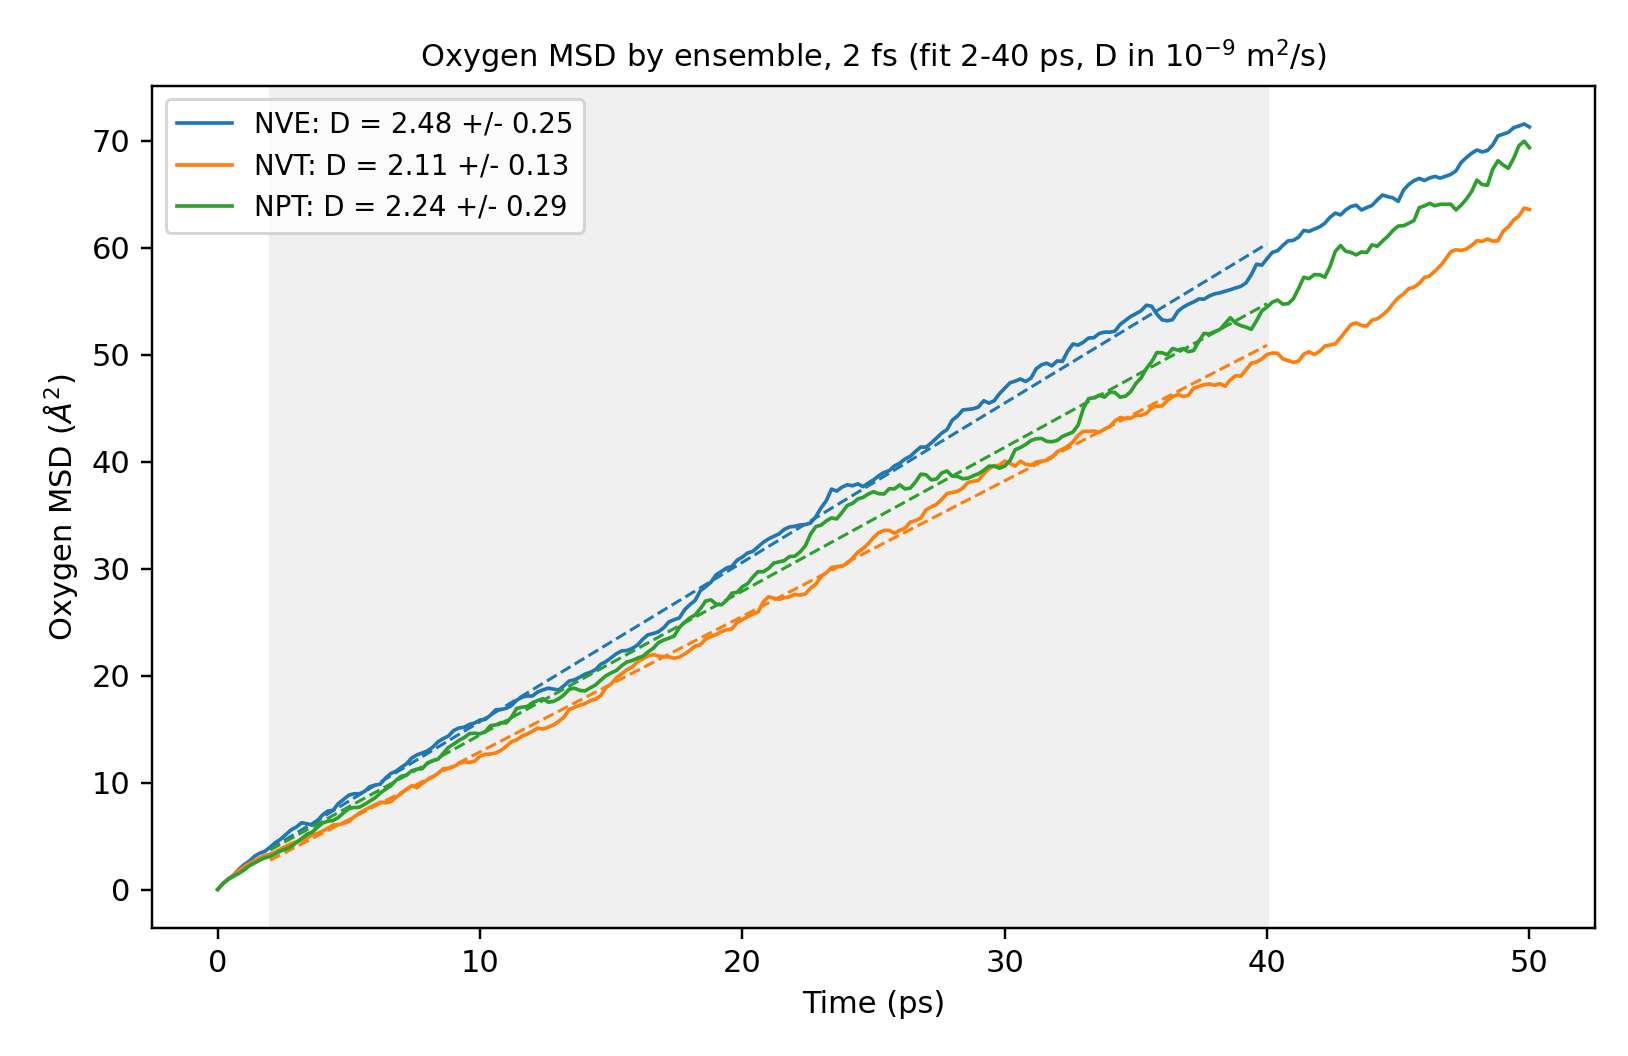 Oxygen MSD by ensemble, 2 fs (fit 2-40 ps, D in 10⁻⁹ m²/s)
NVE: D = 2.48 +/- 0.25
NVT: D = 2.11 +/- 0.13
NPT: D = 2.24 +/- 0.29
Oxygen MSD (Å²)
70
60
50
40
30
20
10
0
0 10 20 30 40 50
Time (ps)